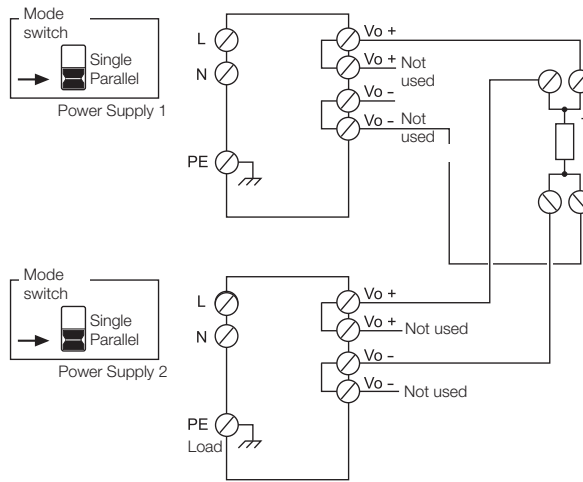 Mode
switch
Single
Parallel
Power Supply 1
L
N
PE
Vo +
Vo + Not
used
Vo -
Vo - Not
used
Mode
switch
Single
Parallel
Power Supply 2
L
N
PE
Load
Vo +
Vo + Not used
Vo -
Vo - Not used